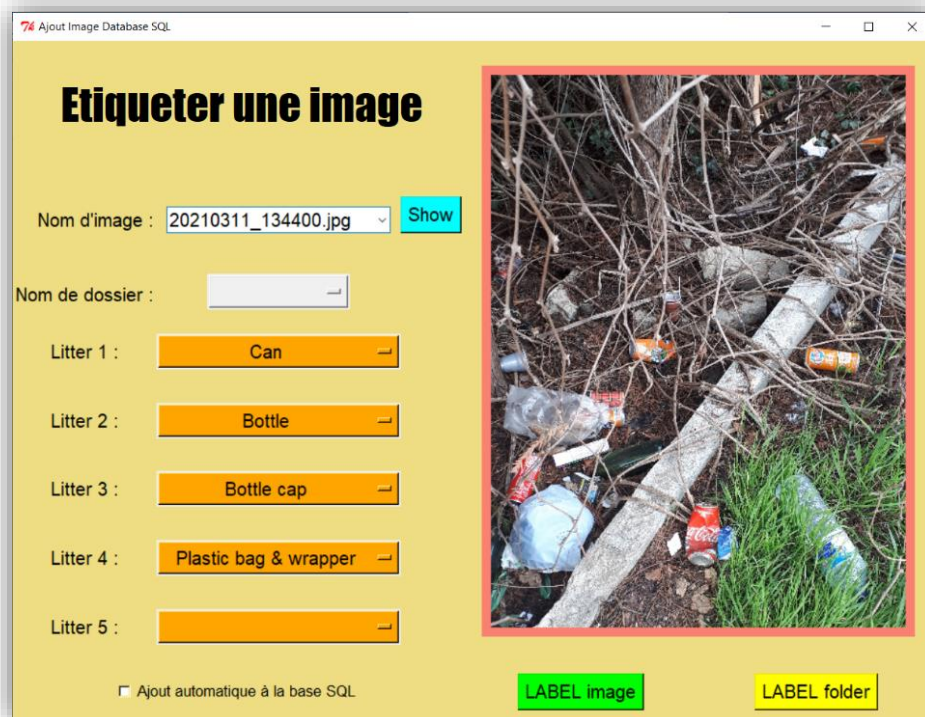 Ajout Image Database SQL
Etiqueter une image
Nom d'image : 20210311_134400.jpg Show
Nom de dossier :
Litter 1 : Can
Litter 2 : Bottle
Litter 3 : Bottle cap
Litter 4 : Plastic bag & wrapper
Litter 5 :
Ajout automatique à la base SQL
LABEL image
LABEL folder
Coca-Cola